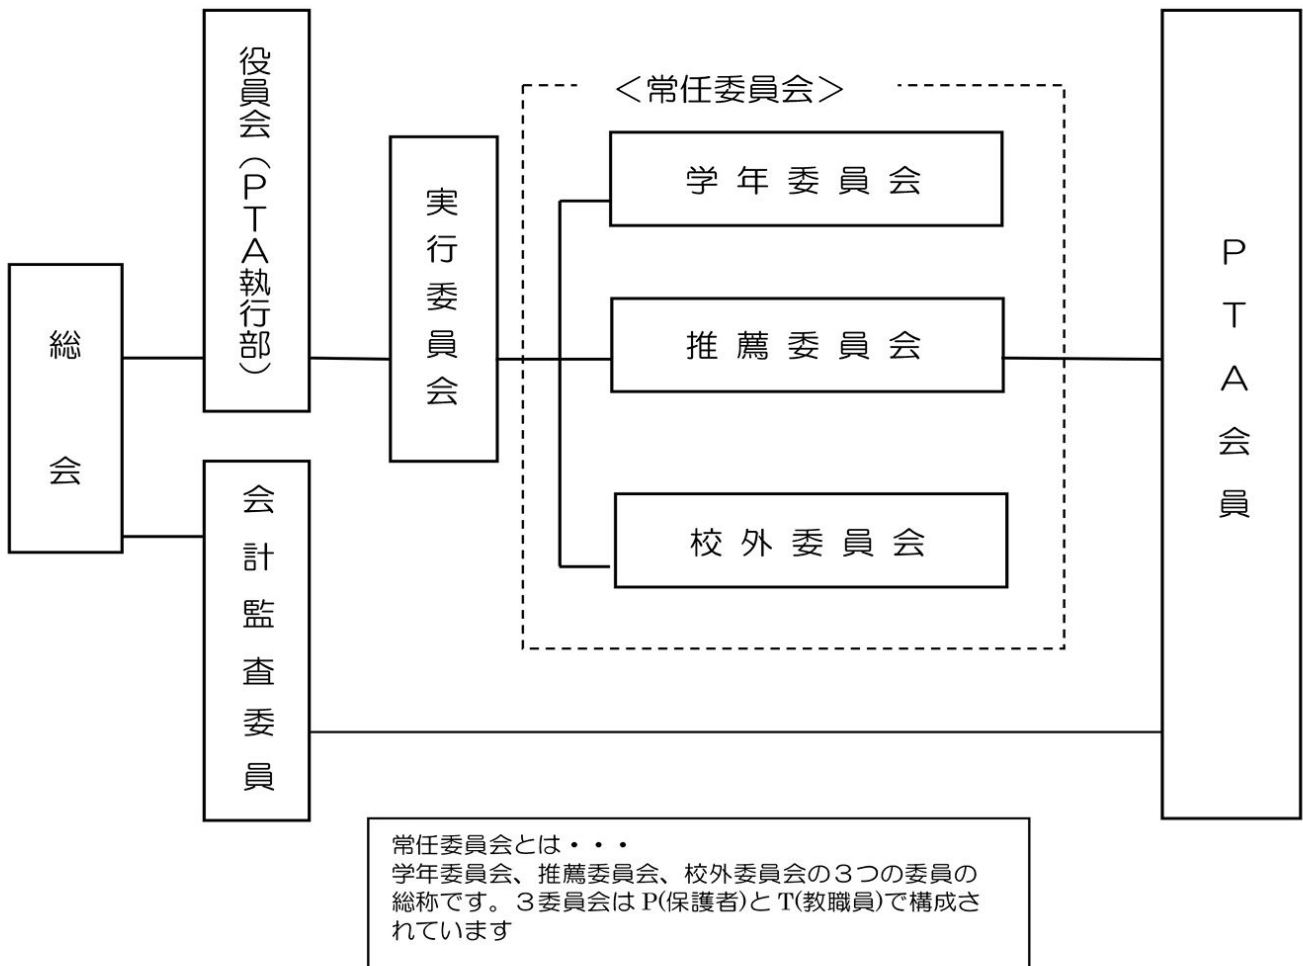 総会
役員会（PTA執行部）
会計監査委員
実行委員会
＜常任委員会＞
学年委員会
推薦委員会
校外委員会
PTA会員
常任委員会とは・・・
学年委員会、推薦委員会、校外委員会の３つの委員の
総称です。３委員会は P(保護者)と T(教職員)で構成さ
れています